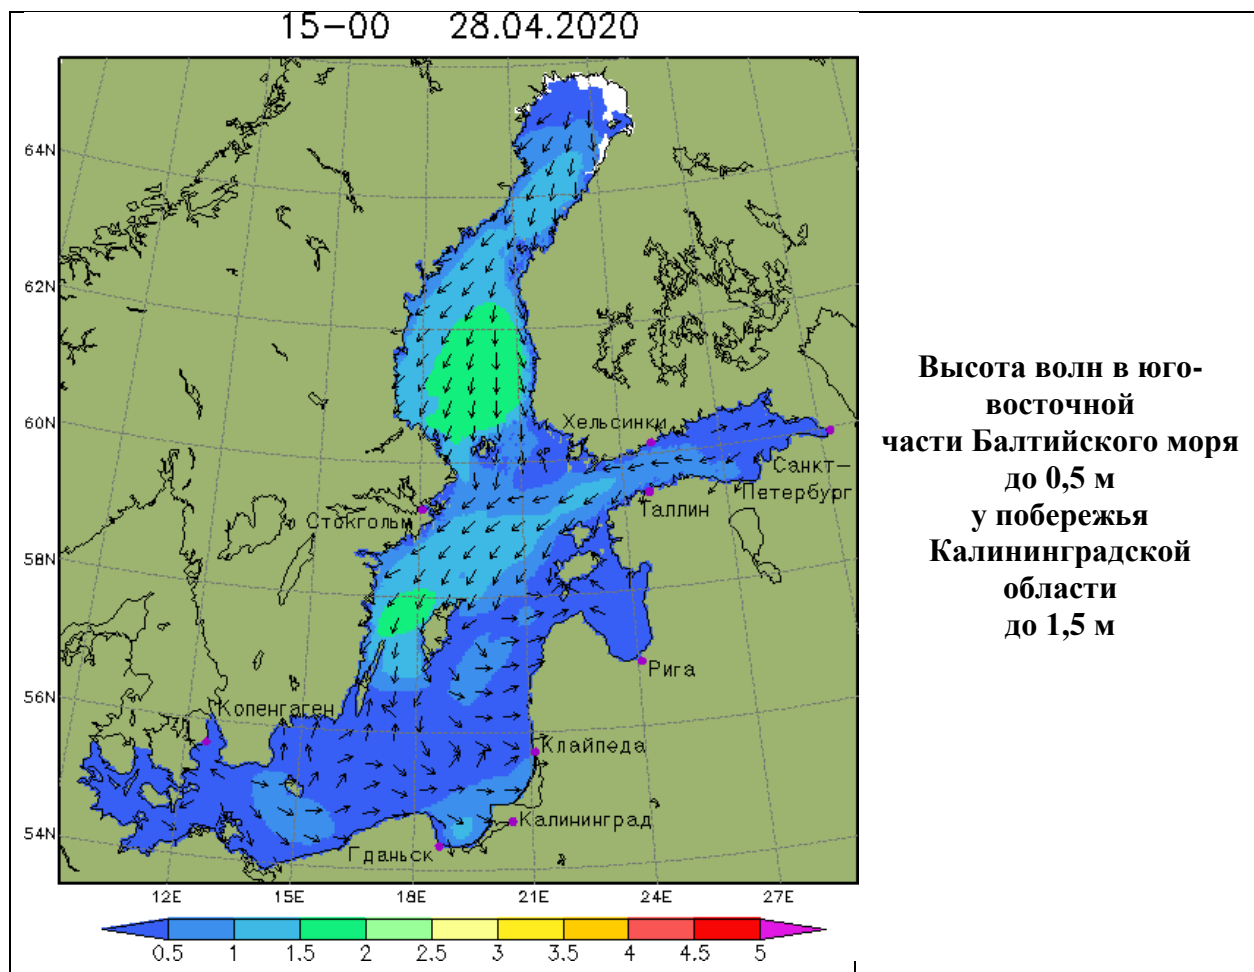 15-00 28.04.2020
64N
62N
60N
58N
56N
54N
Хельсинки
Санкт-
Петербург
Таллин
Стокгольм
Рига
Копенгаген
Клайпеда
Калининград
Гданьск
12E 15E 18E 21E 24E 27E
0.5 1 1.5 2 2.5 3 3.5 4 4.5 5
Высота волн в юго-
восточной
части Балтийского моря
до 0,5 м
у побережья
Калининградской
области
до 1,5 м